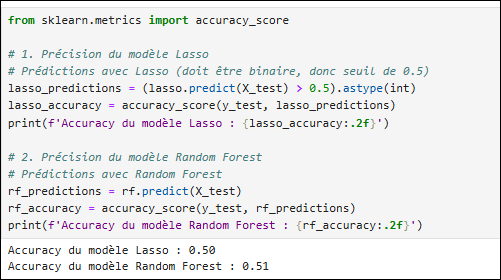 from sklearn.metrics import accuracy_score
# 1. Précision du modèle Lasso
# Prédictions avec Lasso (doit être binaire, donc seuil de 0.5)
lasso_predictions = (lasso.predict(X_test) > 0.5).astype(int)
lasso_accuracy = accuracy_score(y_test, lasso_predictions)
print(f'Accuracy du modèle Lasso : {lasso_accuracy:.2f}')
# 2. Précision du modèle Random Forest
# Prédictions avec Random Forest
rf_predictions = rf.predict(X_test)
rf_accuracy = accuracy_score(y_test, rf_predictions)
print(f'Accuracy du modèle Random Forest : {rf_accuracy:.2f}')
Accuracy du modèle Lasso : 0.50
Accuracy du modèle Random Forest : 0.51